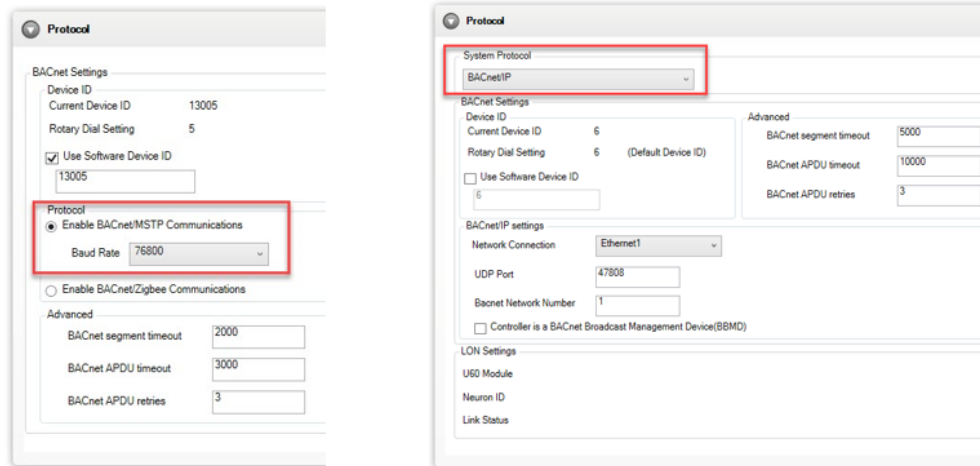 Protocol
BACnet Settings
Device ID
Current Device ID 13005
Rotary Dial Setting 5
Use Software Device ID
13005
Protocol
Enable BACnet/MSTP Communications
Baud Rate 76800
Enable BACnet/Zigbee Communications
Advanced
BACnet segment timeout 2000
BACnet APDU timeout 3000
BACnet APDU retries 3
Protocol
System Protocol
BACnet/IP
BACnet Settings
Device ID
Current Device ID 6
Rotary Dial Setting 6 (Default Device ID)
Use Software Device ID
6
Advanced
BACnet segment timeout 5000
BACnet APDU timeout 10000
BACnet APDU retries 3
BACnet/IP settings
Network Connection Ethernet1
UDP Port 47808
Bacnet Network Number 1
Controller is a BACnet Broadcast Management Device(BBMD)
LON Settings
U60 Module
Neuron ID
Link Status